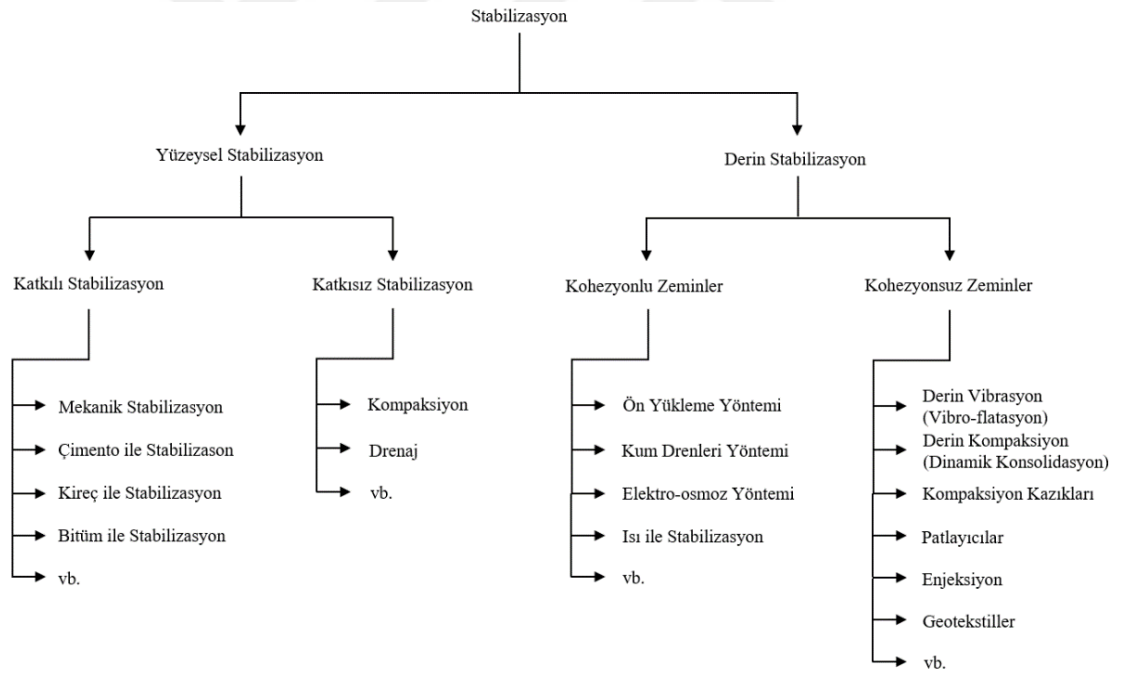 Stabilizasyon
Yüzeysel Stabilizasyon
Derin Stabilizasyon
Katkılı Stabilizasyon
Katkısız Stabilizasyon
Kohezyonlu Zeminler
Kohezyonsuz Zeminler
Mekanik Stabilizasyon
Çimento ile Stabilizason
Kireç ile Stabilizasyon
Bitüm ile Stabilizasyon
vb.
Kompaksiyon
Drenaj
vb.
Ön Yükleme Yöntemi
Kum Drenleri Yöntemi
Elektro-osmoz Yöntemi
Isı ile Stabilizasyon
vb.
Derin Vibrasyon
(Vibro-flatasyon)
Derin Kompaksiyon
(Dinamik Konsolidasyon)
Kompaksiyon Kazıkları
Patlayıcılar
Enjeksiyon
Geotekstiller
vb.